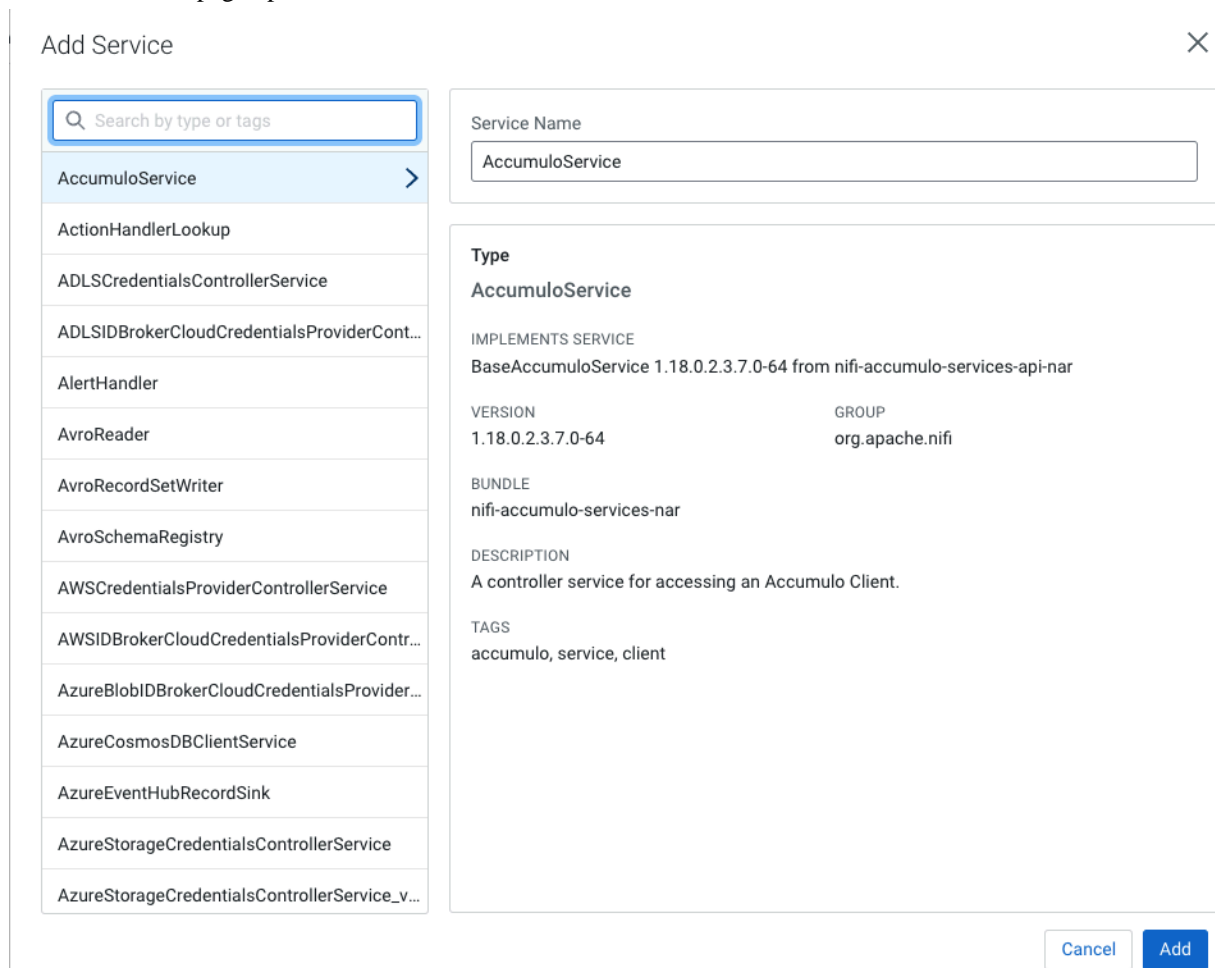 Add Service
Search by type or tags
AccumuloService
ActionHandlerLookup
ADLSCredentialsControllerService
ADLSIDBrokerCloudCredentialsProviderCont...
AlertHandler
AvroReader
AvroRecordSetWriter
AvroSchemaRegistry
AWSCredentialsProviderControllerService
AWSIDBrokerCloudCredentialsProviderContr...
AzureBlobIDBrokerCloudCredentialsProvider...
AzureCosmosDBClientService
AzureEventHubRecordSink
AzureStorageCredentialsControllerService
AzureStorageCredentialsControllerService_v...
Service Name
AccumuloService
Type
AccumuloService
IMPLEMENTS SERVICE
BaseAccumuloService 1.18.0.2.3.7.0-64 from nifi-accumulo-services-api-nar
VERSION GROUP
1.18.0.2.3.7.0-64 org.apache.nifi
BUNDLE
nifi-accumulo-services-nar
DESCRIPTION
A controller service for accessing an Accumulo Client.
TAGS
accumulo, service, client
Cancel Add